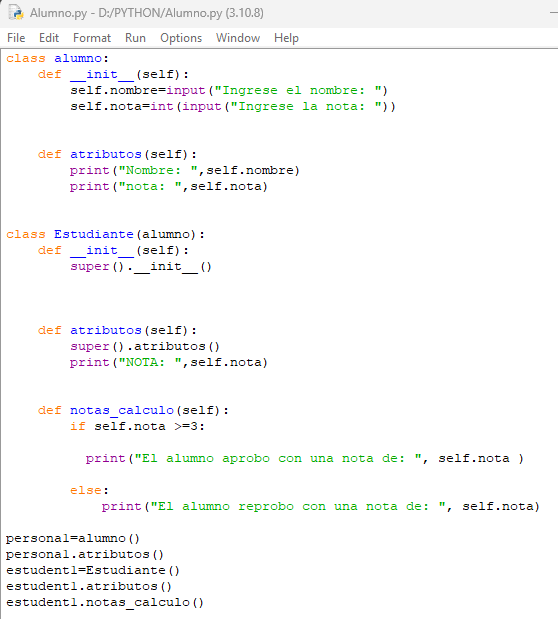 Alumno.py - D:/PYTHON/Alumno.py (3.10.8)
File Edit Format Run Options Window Help
class alumno:
    def __init__(self):
        self.nombre=input("Ingrese el nombre: ")
        self.nota=int(input("Ingrese la nota: "))
    def atributos(self):
        print("Nombre: ",self.nombre)
        print("nota: ",self.nota)
class Estudiante(alumno):
    def __init__(self):
        super().__init__()
    def atributos(self):
        super().atributos()
        print("NOTA: ",self.nota)
    def notas_calculo(self):
        if self.nota >=3:
          print("El alumno aprobo con una nota de: ", self.nota )
        else:
            print("El alumno reprobo con una nota de: ", self.nota)
persona1=alumno()
persona1.atributos()
estudent1=Estudiante()
estudent1.atributos()
estudent1.notas_calculo()